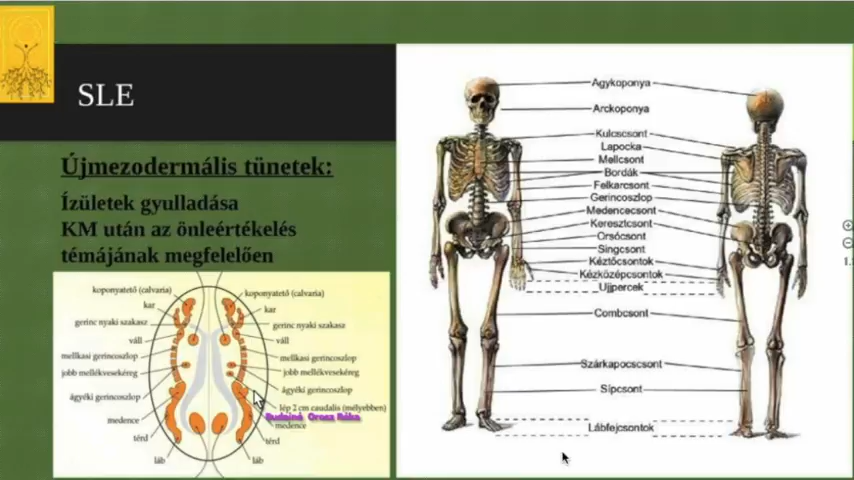 SLE
Újmezodermális tünetek:
Ízületek gyulladása
KM után az önleértékelés
témájának megfelelően
koponyatető (calvaria)
kar
gerinc nyaki szakasz
váll
mellkasi gerincoszlop
jobb mellékvesekéreg
ágyéki gerincoszlop
medence
térd
láb
koponyatető (calvaria)
kar
gerinc nyaki szakasz
váll
mellkasi gerincoszlop
jobb mellékvesekéreg
ágyéki gerincoszlop
lép 2 cm caudalis (mélyebben)
Budainé Orosz Réka
medence
térd
láb
Agykoponya
Arckoponya
Kulcscsont
Lapocka
Mellcsont
Bordák
Felkarcsont
Gerincoszlop
Medencecsont
Keresztcsont
Orsócsont
Singcsont
Kéztőcsontok
Kézközépcsontok
Ujjpercek
Combcsont
Szárkapocscsont
Sípcsont
Lábfejcsontok